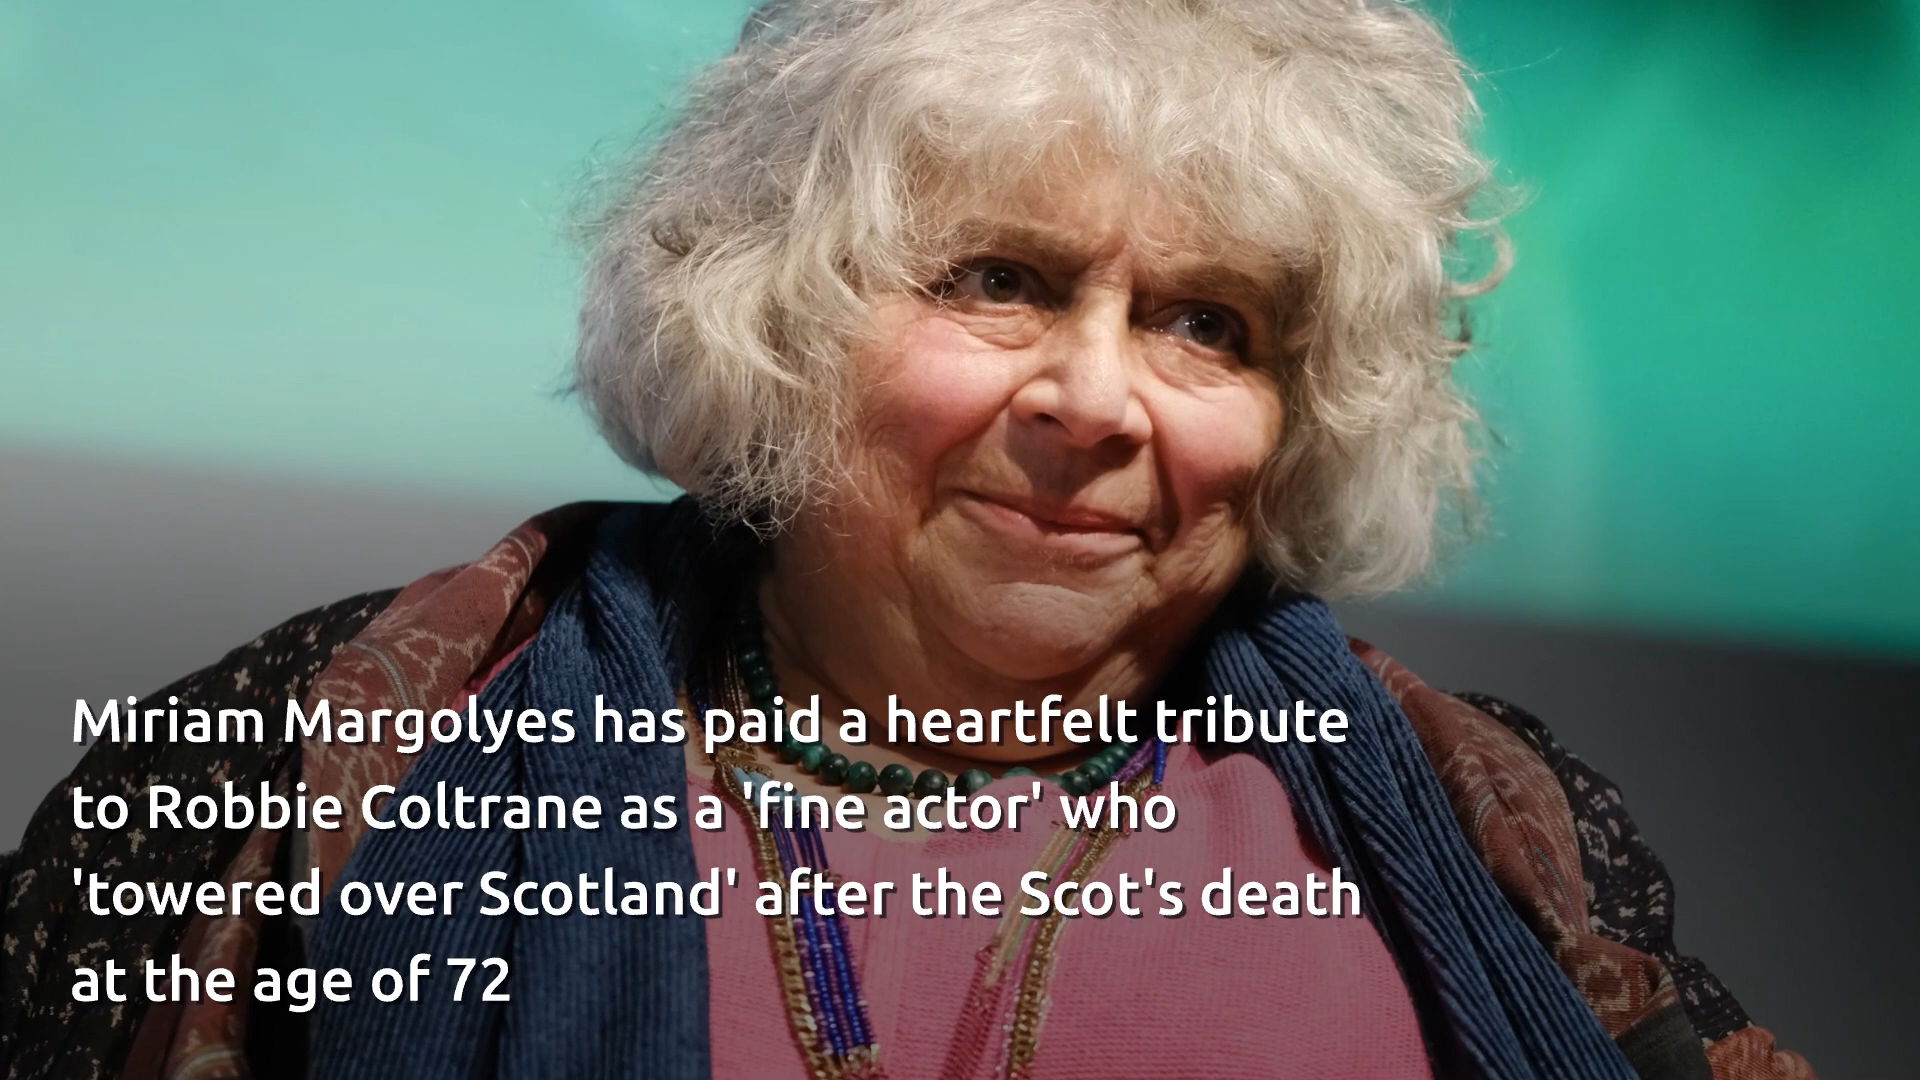 Miriam Margolyes has paid a heartfelt tribute
to Robbie Coltrane as a 'fine actor' who
'towered over Scotland' after the Scot's death
at the age of 72